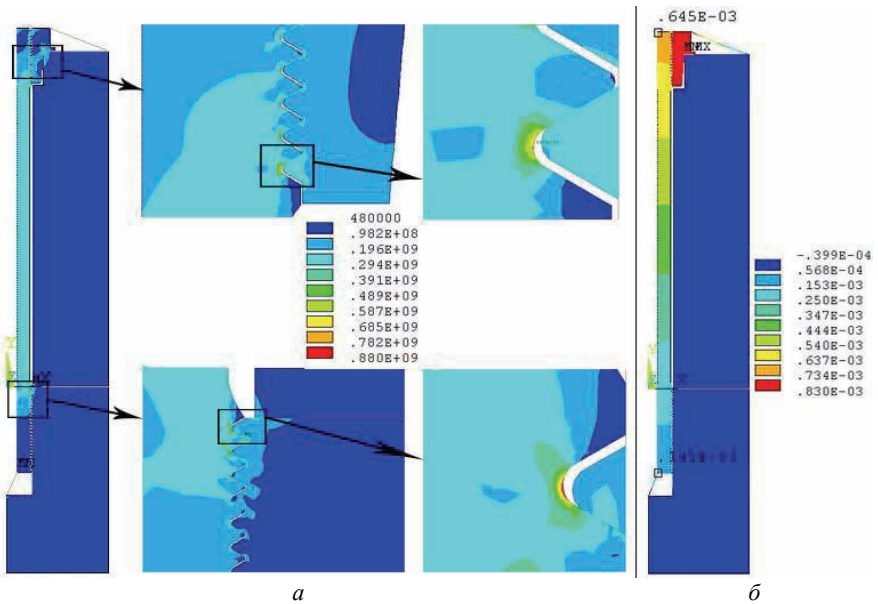 .645E-03
480000
.982E+08
.196E+09
.294E+09
.391E+09
.489E+09
.587E+09
.685E+09
.782E+09
.880E+09
-.399E-04
.568E-04
.153E-03
.250E-03
.347E-03
.444E-03
.540E-03
.637E-03
.734E-03
.830E-03
Y
Y
X
а
б